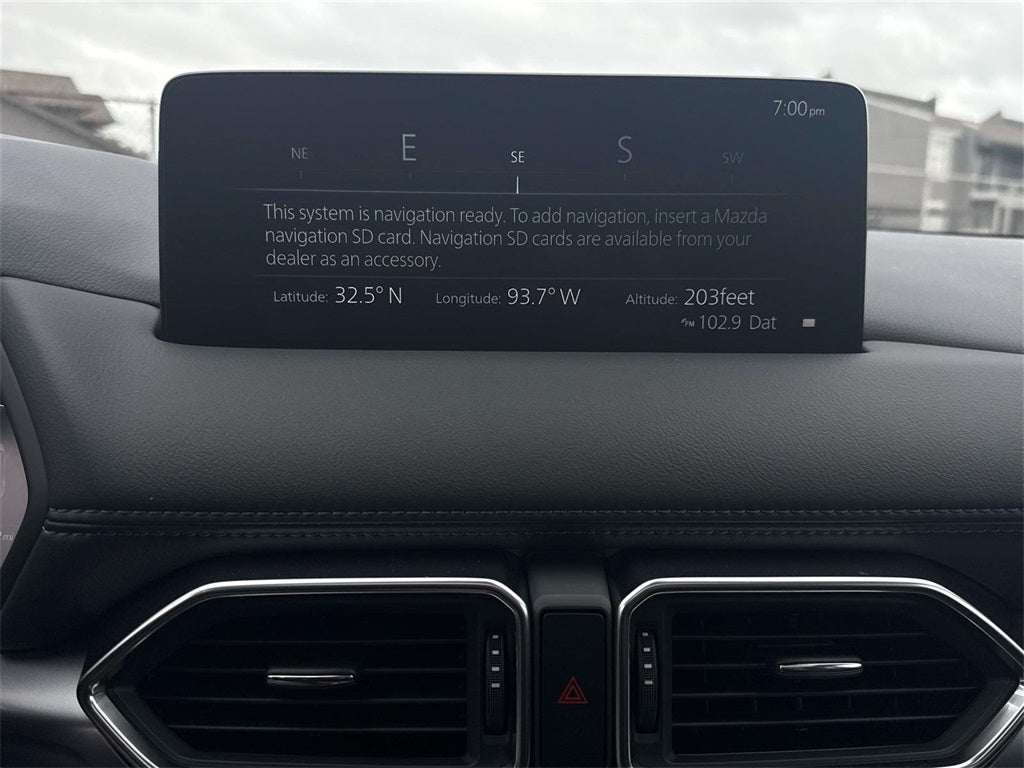 7:00pm
NE E SE S SW
This system is navigation ready. To add navigation, insert a Mazda
navigation SD card. Navigation SD cards are available from your
dealer as an accessory.
Latitude: 32.5° N Longitude: 93.7° W Altitude: 203feet
FM 102.9 Dat
mi